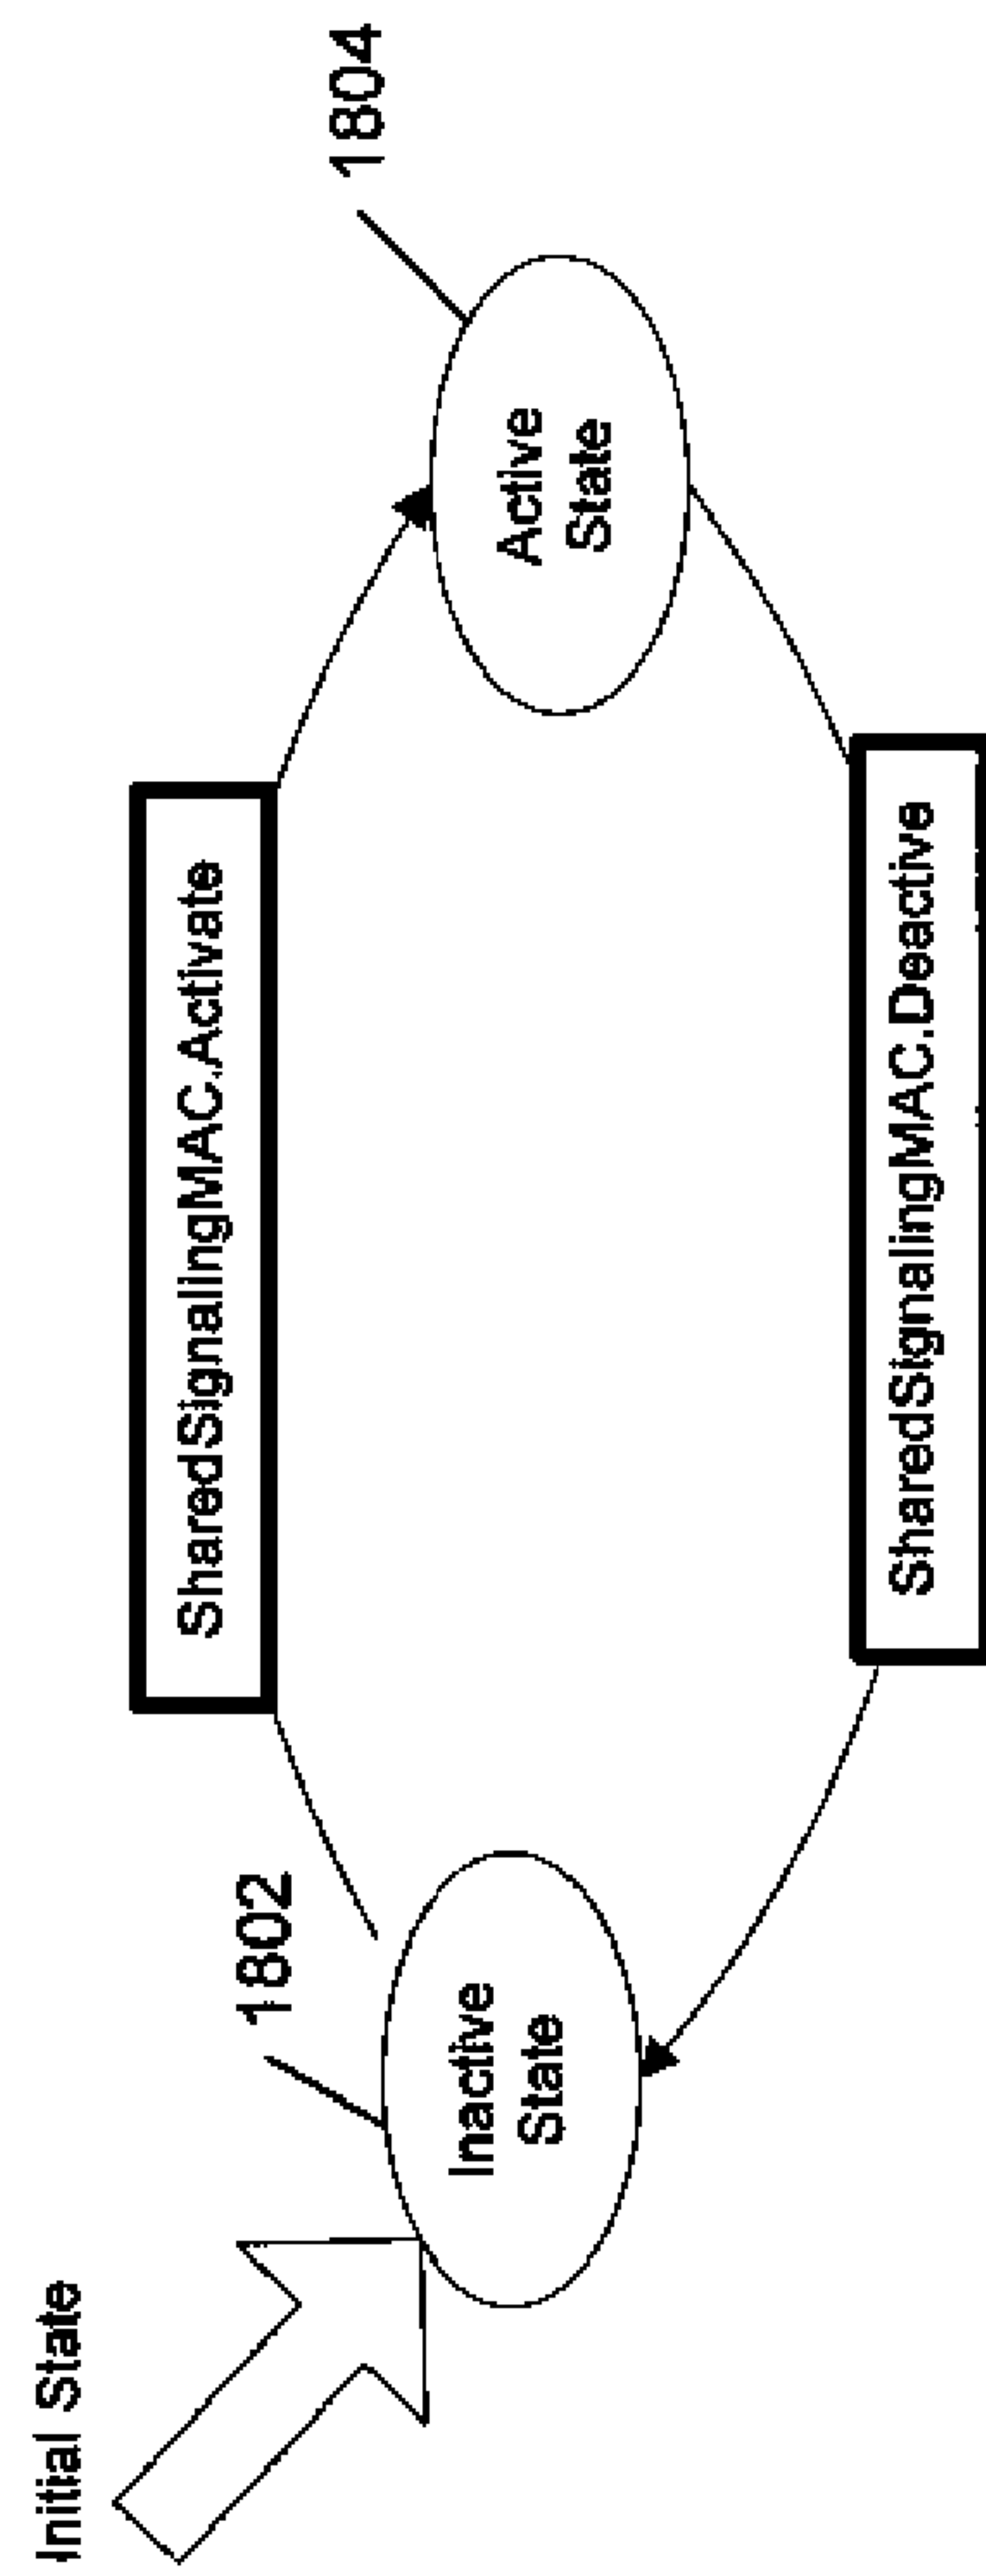 Initial State
SharedSignalingMAC.Activate
1802
1804
Inactive
State
Active
State
SharedSignalingMAC.Deactive